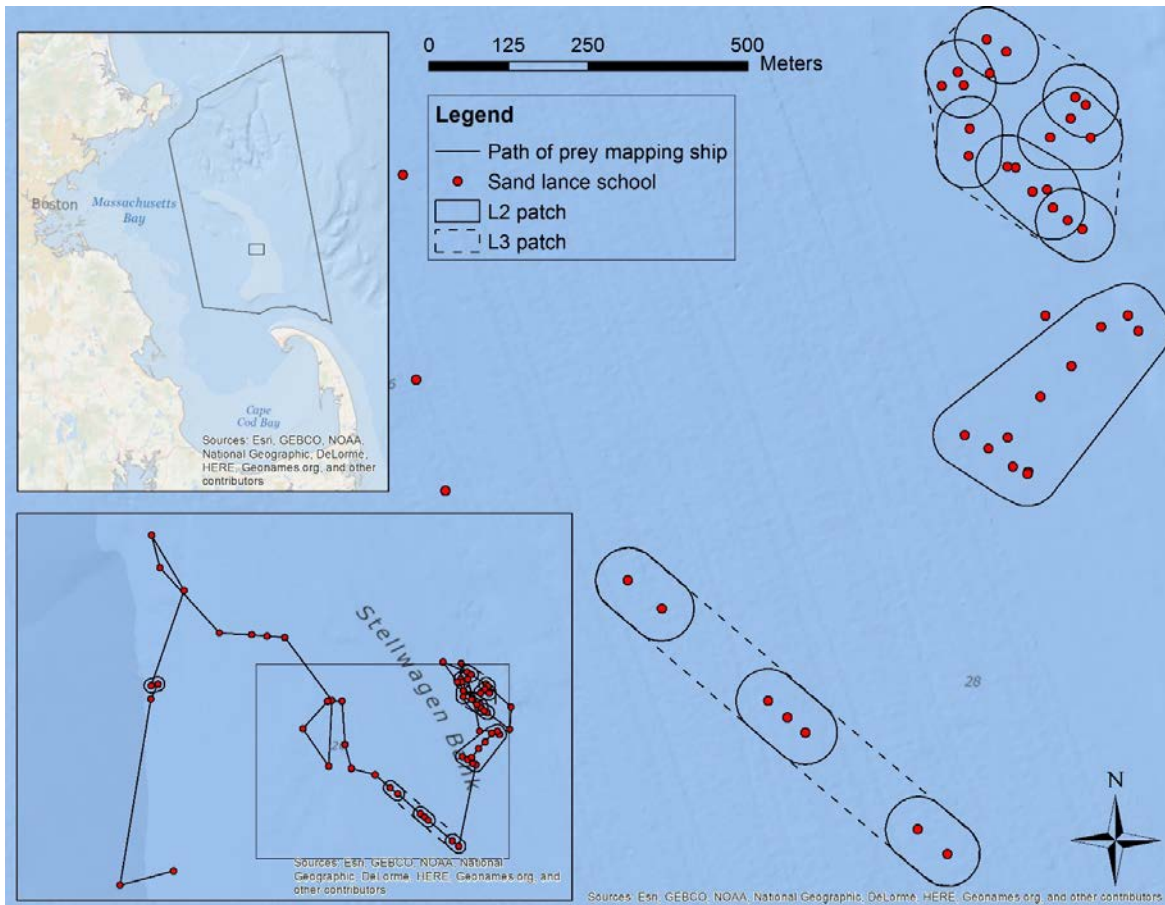 0 125 250 500
Meters
Legend
Path of prey mapping ship
Sand lance school
L2 patch
L3 patch
Boston
Massachusetts
Bay
Cape
Cod Bay
Sources: Esri, GEBCO, NOAA,
National Geographic, DeLorme,
HERE, Geonames.org, and other
contributors
6
28
N
Stellwagen Bank
Sources: Esri, GEBCO, NOAA, National
Geographic, DeLorme, HERE, Geonames.org, and
other contributors
Sources: Esri, GEBCO, NOAA, National Geographic, DeLorme, HERE, Geonames.org, and other contributors